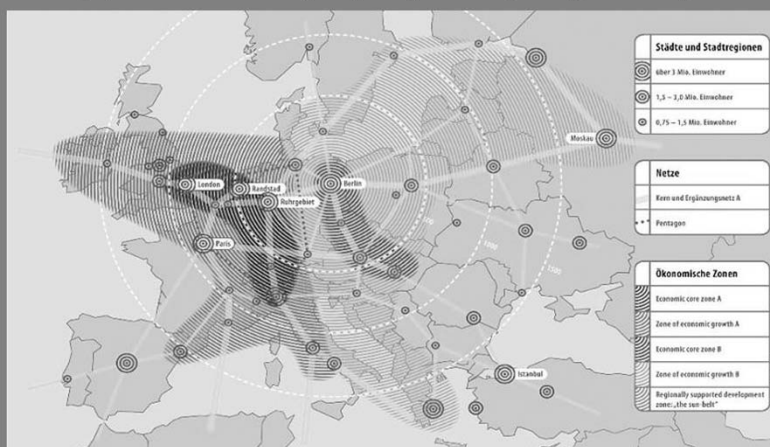 Städte und Stadtregionen
über 3 Mio. Einwohner
1,5 – 3,0 Mio. Einwohner
0,75 – 1,5 Mio. Einwohner
Moskau
London
Randstad
Berlin
Ruhrgebiet
Paris
Istanbul
1000
1500
Netze
Kern und Ergänzungsnetz A
Pentagon
Ökonomische Zonen
Economic core zone A
Zone of economic growth A
Economic core zone B
Zone of economic growth B
Regionally supported development
zone: „the sun-belt"